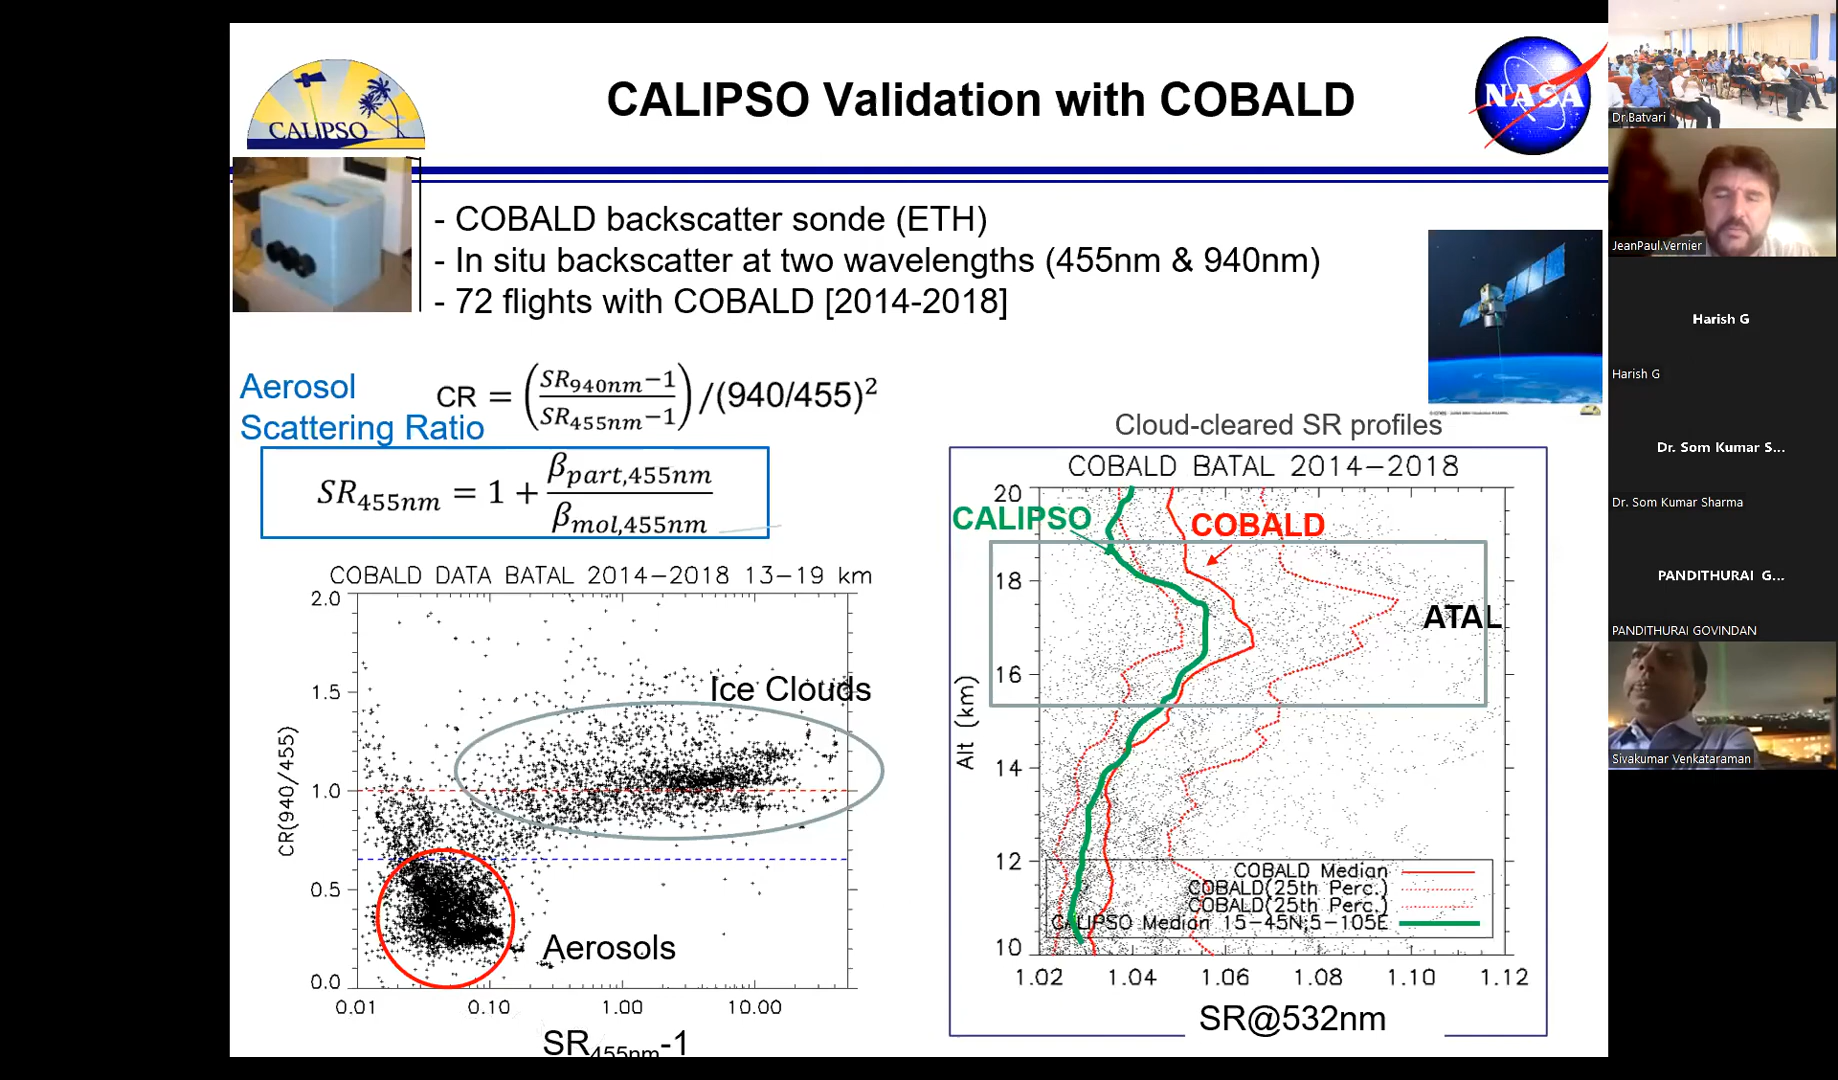 CALIPSO Validation with COBALD
CALIPSO
NASA
- COBALD backscatter sonde (ETH)
- In situ backscatter at two wavelengths (455nm & 940nm)
- 72 flights with COBALD [2014-2018]
Aerosol
Scattering Ratio
CR = (SR940nm−1 / SR455nm−1) /(940/455)²
SR455nm = 1 + βpart,455nm / βmol,455nm
COBALD DATA BATAL 2014-2018 13-19 km
2.0
1.5
1.0
0.5
0.0
CR(940/455)
Ice Clouds
Aerosols
0.01 0.10 1.00 10.00
SR455nm-1
Cloud-cleared SR profiles
COBALD BATAL 2014-2018
CALIPSO
COBALD
ATAL
20
18
16
14
12
10
Alt (km)
COBALD Median
COBALD(25th Perc.)
COBALD(25th Perc.)
CALIPSO Median 15-45N;5-105E
1.02 1.04 1.06 1.08 1.10 1.12
SR@532nm
Dr.Batvari
JeanPaul.Vernier
Harish G
Harish G
Dr. Som Kumar S...
Dr. Som Kumar Sharma
PANDITHURAI G...
PANDITHURAI GOVINDAN
Sivakumar Venkataraman